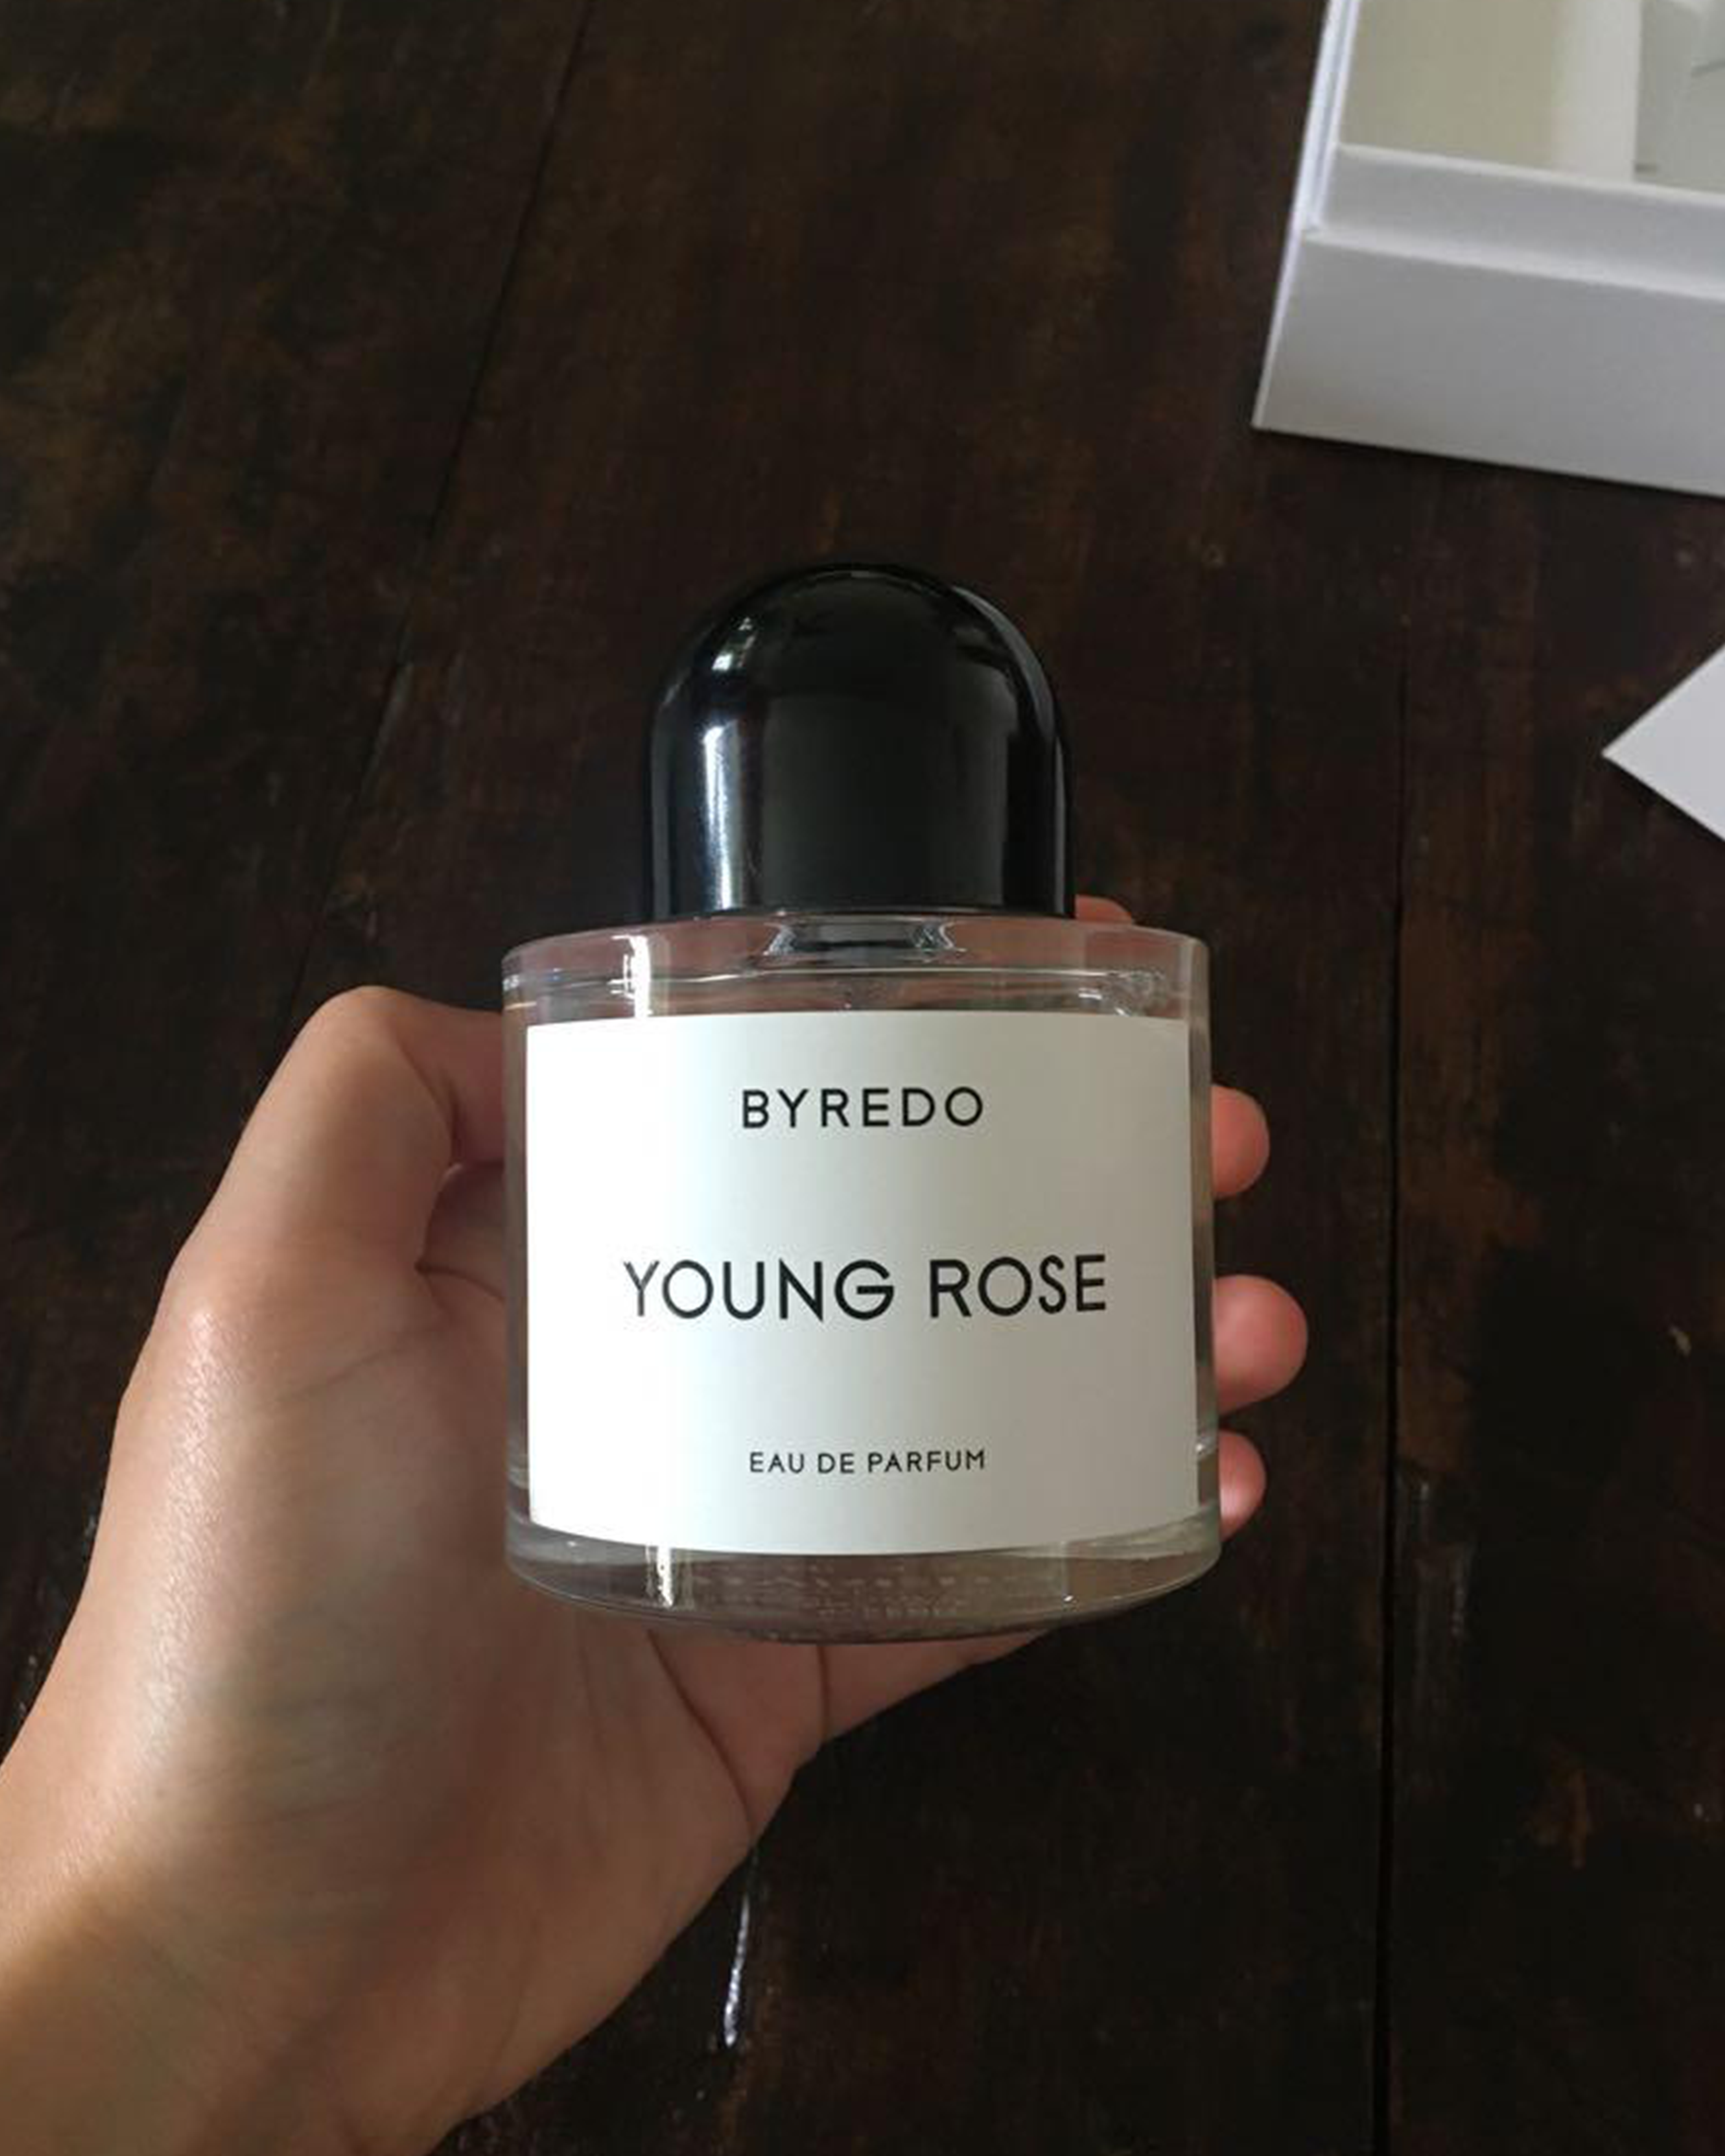 BYREDO
YOUNG ROSE
EAU DE PARFUM